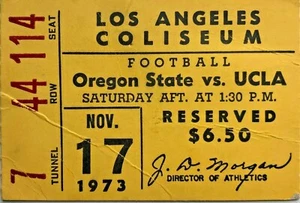 LOS ANGELES
COLISEUM
FOOTBALL
Oregon State vs. UCLA
SATURDAY AFT. AT 1:30 P.M.
NOV.
17
1973
RESERVED
$6.50
J. D. Morgan
DIRECTOR OF ATHLETICS
7 44 114
TUNNEL ROW SEAT